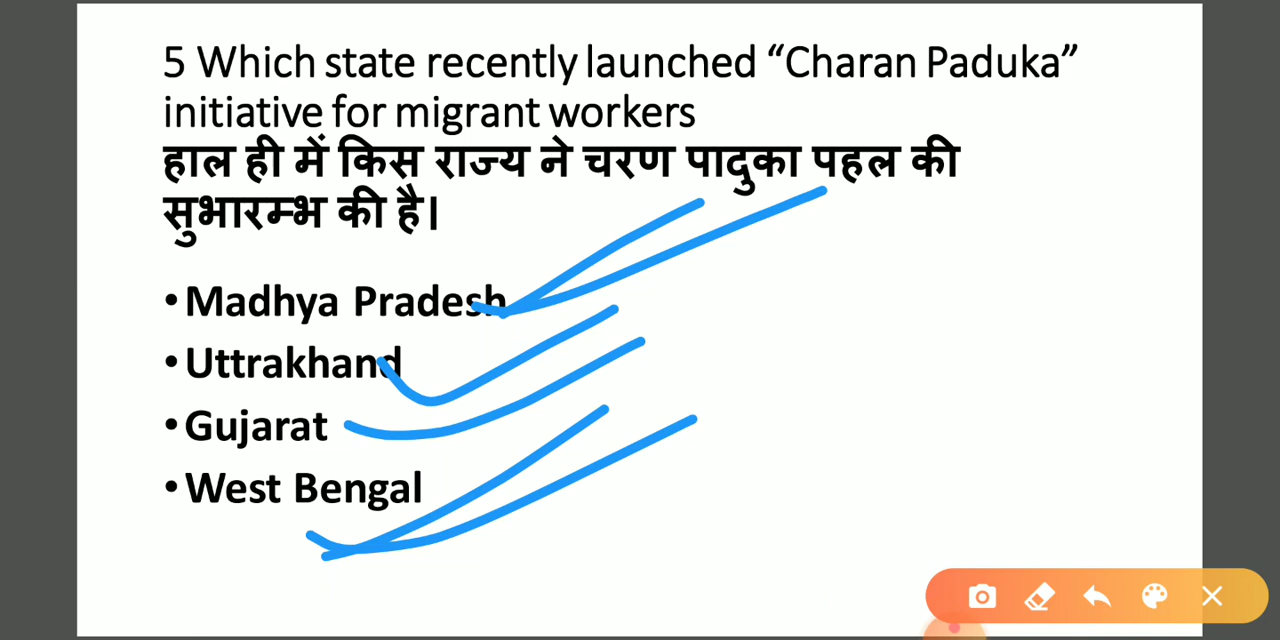 5 Which state recently launched “Charan Paduka”
initiative for migrant workers
हाल ही में किस राज्य ने चरण पादुका पहल की
सुभारम्भ की है।
• Madhya Pradesh
• Uttrakhand
• Gujarat
• West Bengal